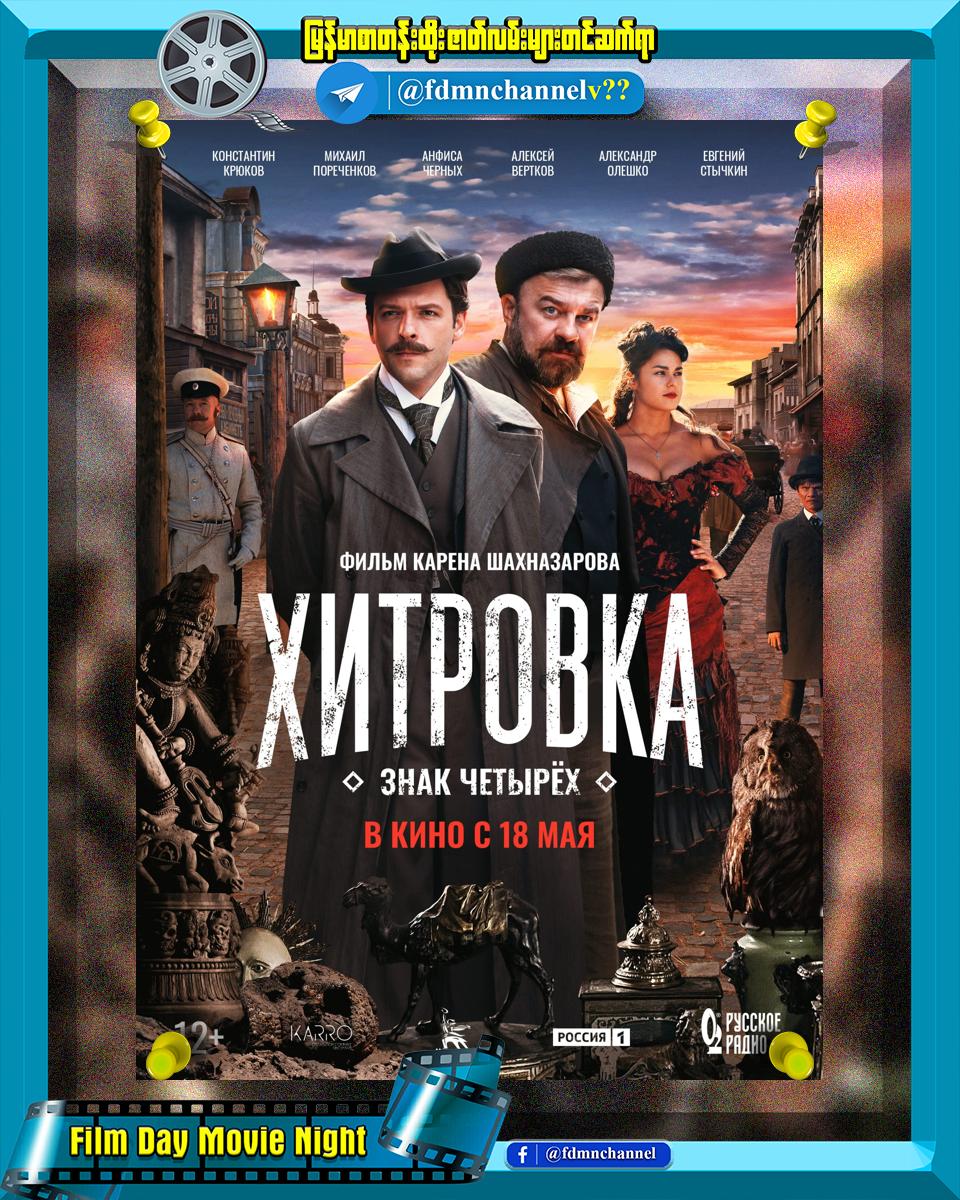 မြန်မာစာတန်းထိုးဇာတ်လမ်းများတင်ဆက်ရာ
@fdmnchannelv??
КОНСТАНТИН КРЮКОВ
МИХАИЛ ПОРЕЧЕНКОВ
АНФИСА ЧЕРНЫХ
АЛЕКСЕЙ ВЕРТКОВ
АЛЕКСАНДР ОЛЕШКО
ЕВГЕНИЙ СТЫЧКИН
ФИЛЬМ КАРЕНА ШАХНАЗАРОВА
ХИТРОВКА
ЗНАК ЧЕТЫРЁХ
В КИНО С 18 МАЯ
12+
KARRO
РОССИЯ 1
РУССКОЕ РАДИО
Film Day Movie Night
@fdmnchannel